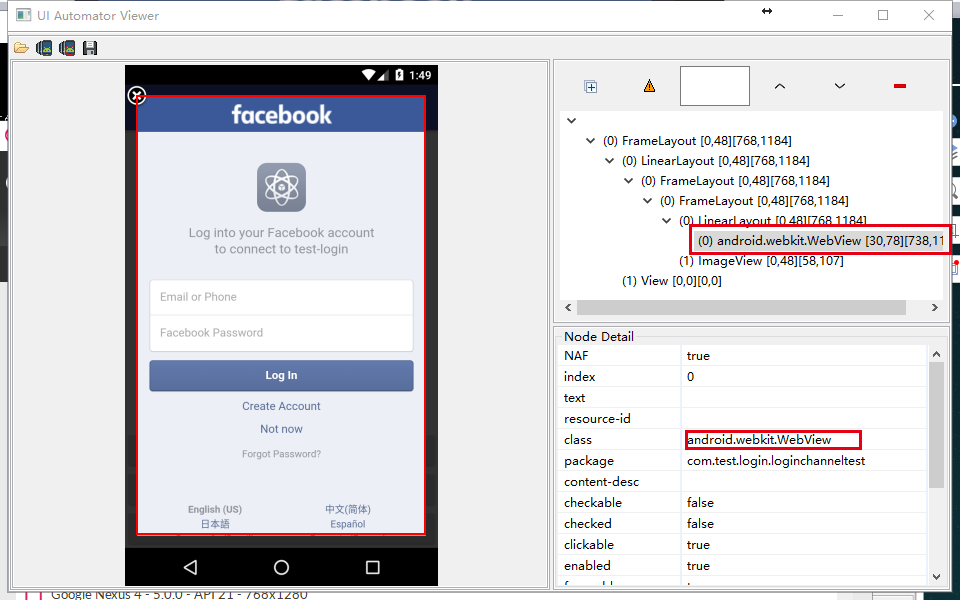 UI Automator Viewer
1:49
facebook
Log into your Facebook account
to connect to test-login
Email or Phone
Facebook Password
Log In
Create Account
Not now
Forgot Password?
English (US)
中文(简体)
日本語
Español
(0) FrameLayout [0,48][768,1184]
(0) LinearLayout [0,48][768,1184]
(0) FrameLayout [0,48][768,1184]
(0) FrameLayout [0,48][768,1184]
(0) LinearLayout [0,48][768,1184]
(0) android.webkit.WebView [30,78][738,11
(1) ImageView [0,48][58,107]
(1) View [0,0][0,0]
Node Detail
NAF true
index 0
text
resource-id
class android.webkit.WebView
package com.test.login.loginchanneltest
content-desc
checkable false
checked false
clickable true
enabled true
Google Nexus 4 - 5.0.0 - API 21 - 768x1280